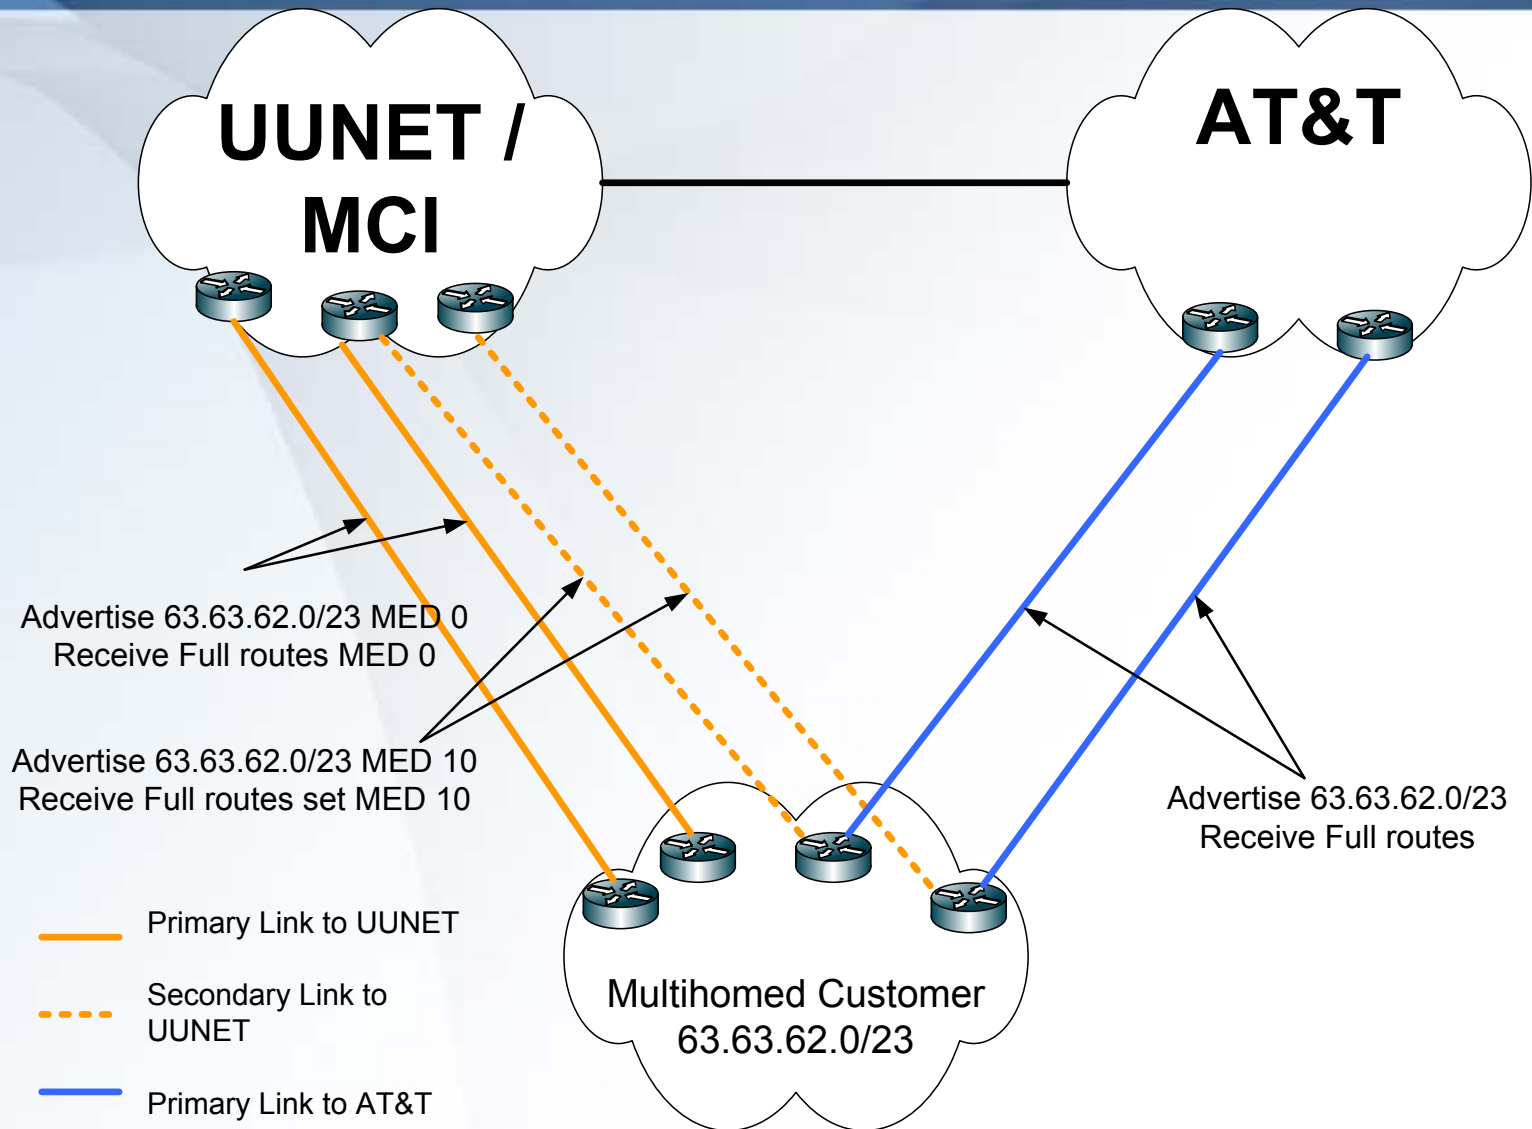 UUNET /
MCI
AT&T
Advertise 63.63.62.0/23 MED 0
Receive Full routes MED 0
Advertise 63.63.62.0/23 MED 10
Receive Full routes set MED 10
Advertise 63.63.62.0/23
Receive Full routes
Multihomed Customer
63.63.62.0/23
Primary Link to UUNET
Secondary Link to
UUNET
Primary Link to AT&T